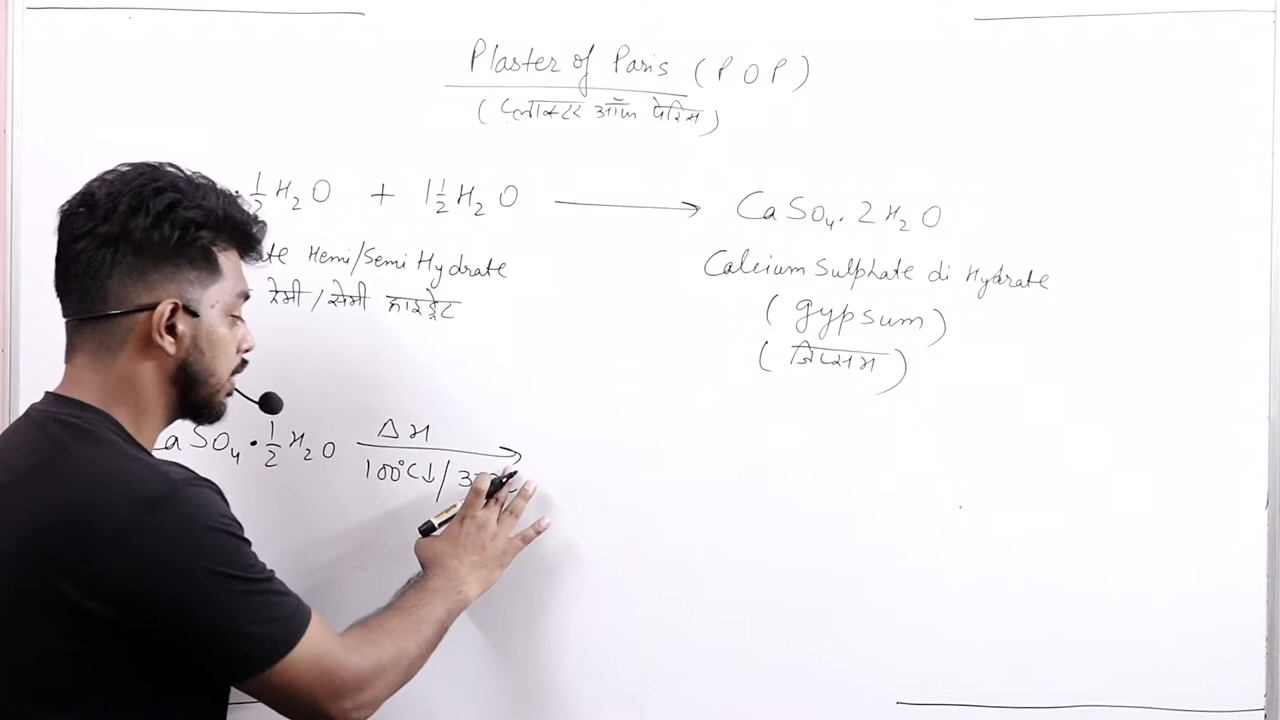 Plaster of Paris (POP)
(प्लास्टर ऑफ पेरिस)
.½ H₂O + 1½ H₂O ⟶ CaSO₄.2H₂O
Hemi/Semi Hydrate
हेमी/सेमी हाइड्रेट
Calcium Sulphate di Hydrate
(gypsum)
(जिप्सम)
CaSO₄.½ H₂O ΔH ⟶
100°C↓/